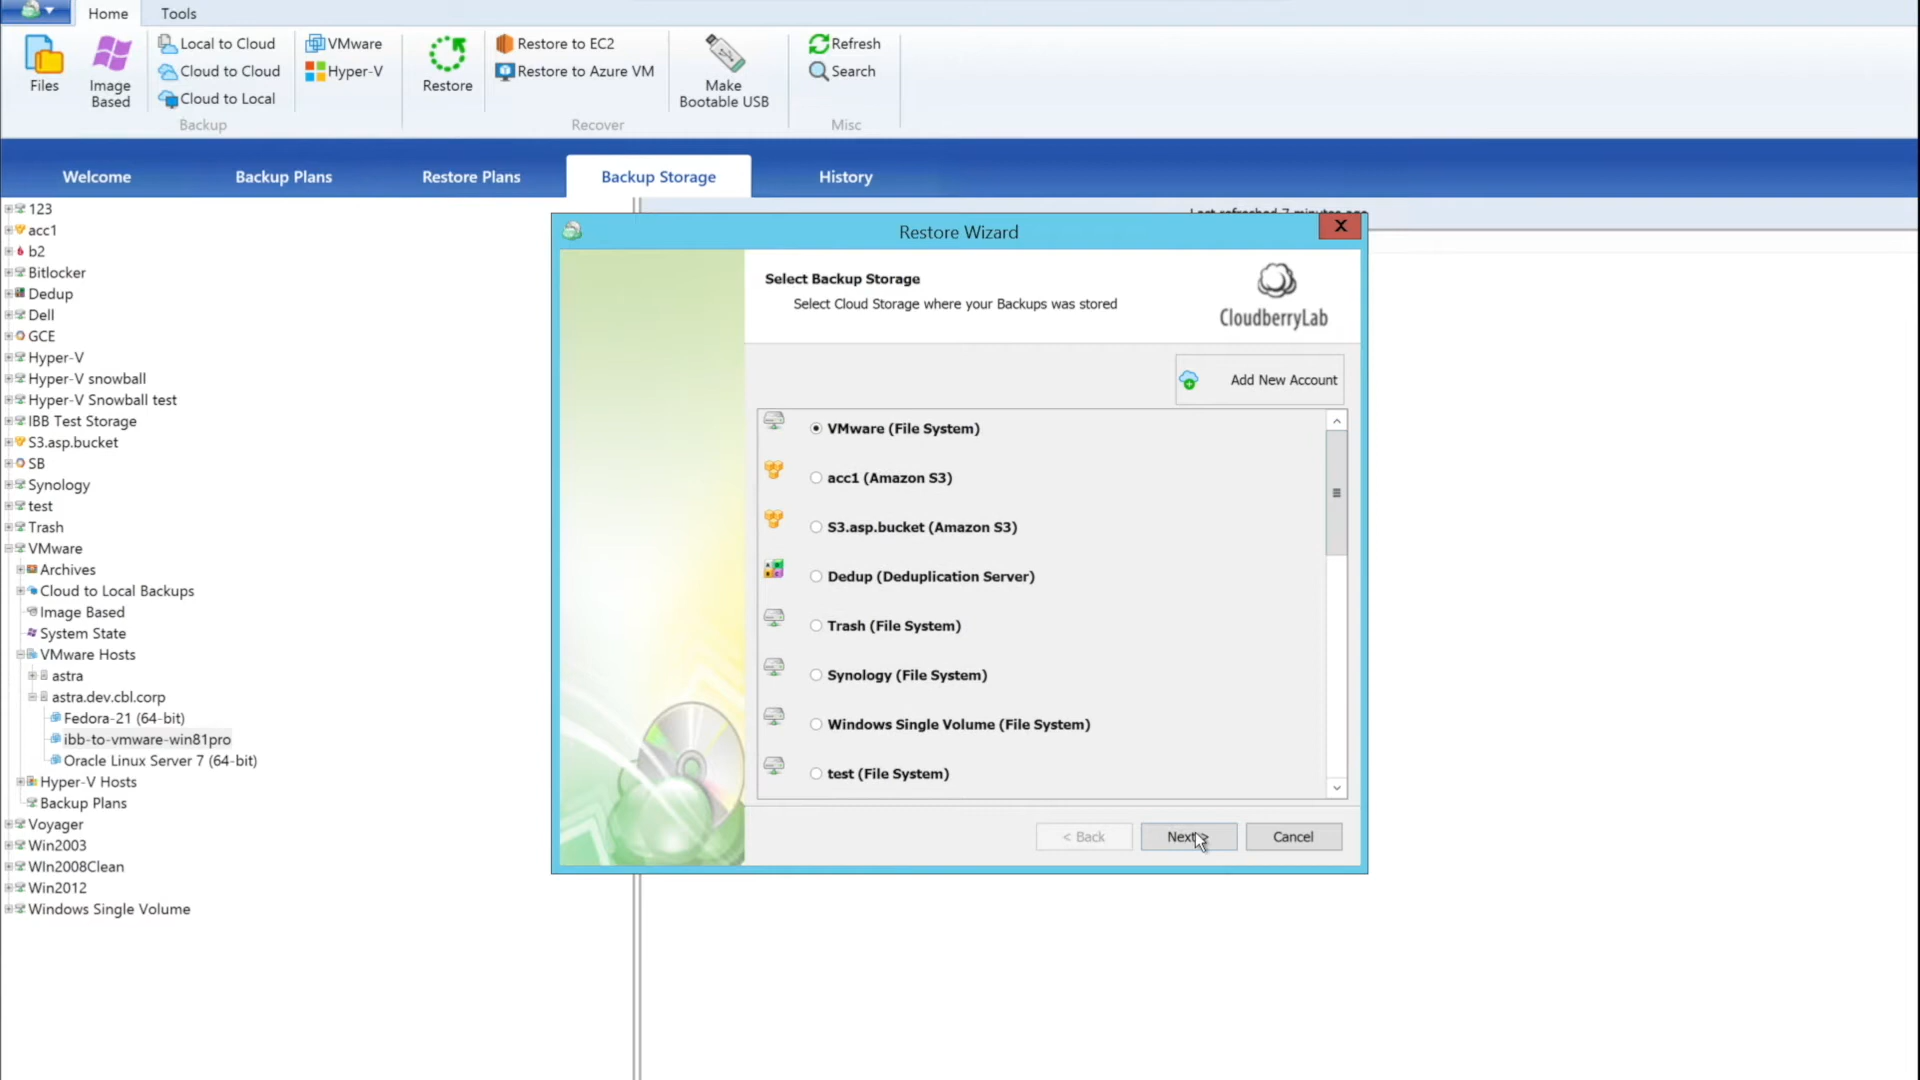 Home Tools
Files
Image
Based
Local to Cloud
Cloud to Cloud
Cloud to Local
VMware
Hyper-V
Backup
Restore
Restore to EC2
Restore to Azure VM
Recover
Make
Bootable USB
Refresh
Search
Misc
Welcome Backup Plans Restore Plans Backup Storage History
123
acc1
b2
Bitlocker
Dedup
Dell
GCE
Hyper-V
Hyper-V snowball
Hyper-V Snowball test
IBB Test Storage
S3.asp.bucket
SB
Synology
test
Trash
VMware
Archives
Cloud to Local Backups
Image Based
System State
VMware Hosts
astra
astra.dev.cbl.corp
Fedora-21 (64-bit)
ibb-to-vmware-win81pro
Oracle Linux Server 7 (64-bit)
Hyper-V Hosts
Backup Plans
Voyager
Win2003
WIn2008Clean
Win2012
Windows Single Volume
Last refreshed 7 minutes ago
Restore Wizard
X
Select Backup Storage
Select Cloud Storage where your Backups was stored
CloudberryLab
Add New Account
VMware (File System)
acc1 (Amazon S3)
S3.asp.bucket (Amazon S3)
Dedup (Deduplication Server)
Trash (File System)
Synology (File System)
Windows Single Volume (File System)
test (File System)
< Back Next > Cancel